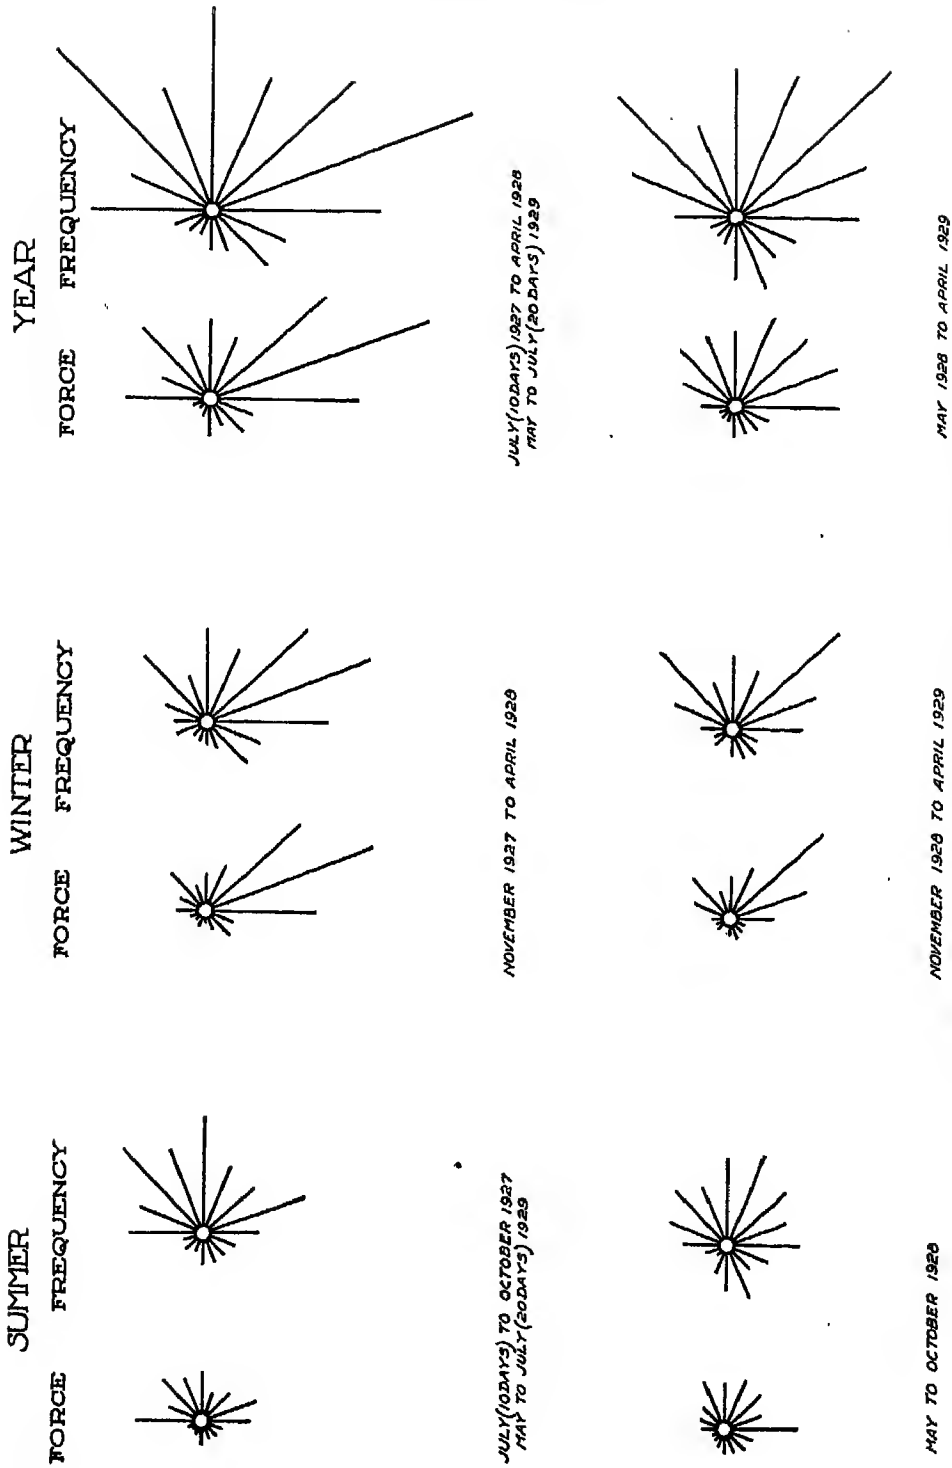 SUMMER
WINTER
YEAR
FORCE FREQUENCY
FORCE FREQUENCY
FORCE FREQUENCY
JULY (10 DAYS) TO OCTOBER 1927
MAY TO JULY (20 DAYS) 1929
NOVEMBER 1927 TO APRIL 1928
JULY (10 DAYS) 1927 TO APRIL 1928
MAY TO JULY (20 DAYS) 1929
MAY TO OCTOBER 1928
NOVEMBER 1928 TO APRIL 1929
MAY 1928 TO APRIL 1929